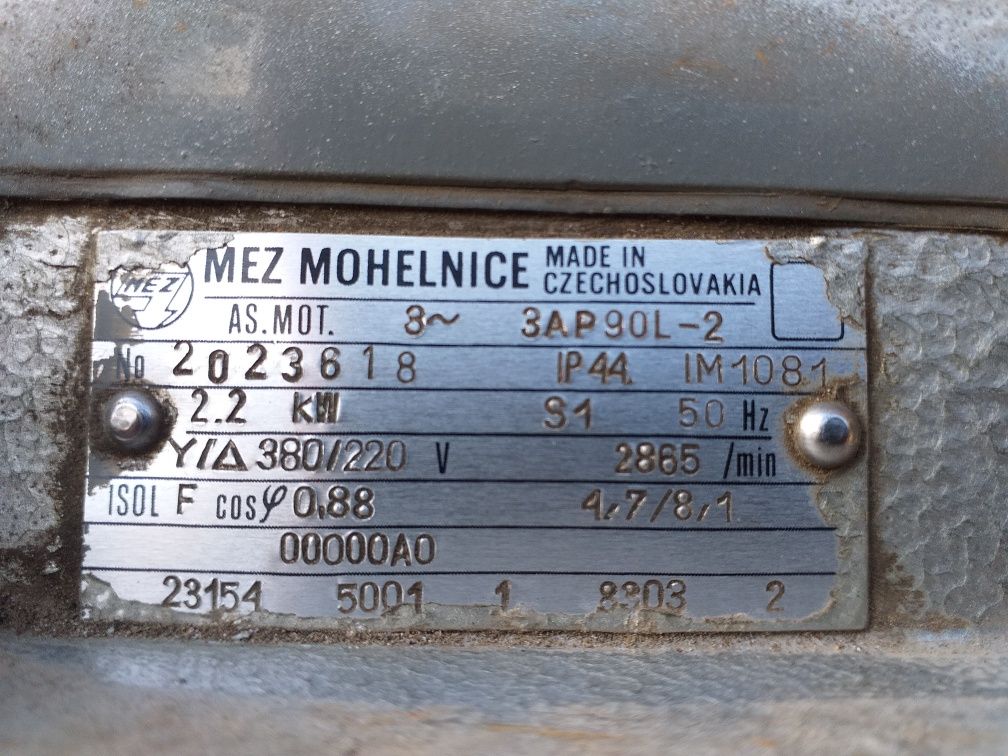 MEZ MOHELNICE MADE IN CZECHOSLOVAKIA
MEZ
AS.MOT. 3~ 3AP90L-2
No 2023618 IP44 IM1081
2.2 KW S1 50 Hz
Y/Δ 380/220 V 2865 /min
ISOL F cosφ 0,88 4,7/8,1
00000A0
23154 5001 1 8303 2